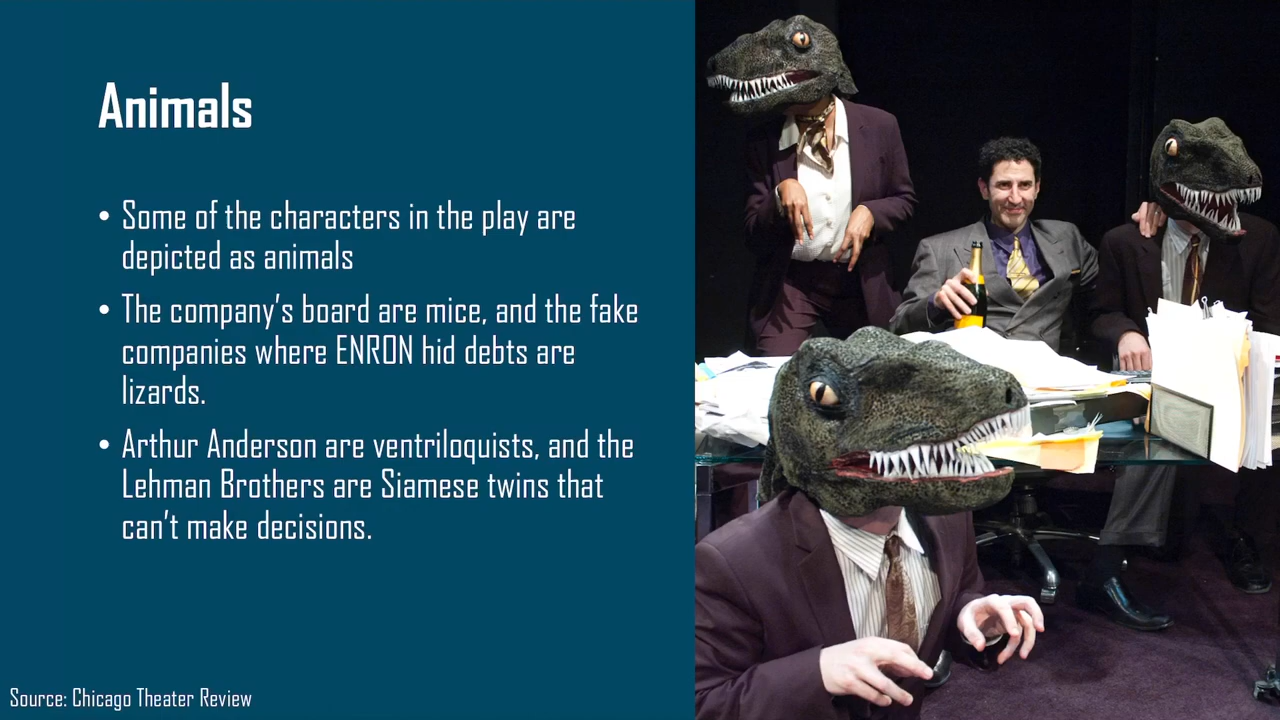 Animals
• Some of the characters in the play are
depicted as animals
• The company's board are mice, and the fake
companies where ENRON hid debts are
lizards.
• Arthur Anderson are ventriloquists, and the
Lehman Brothers are Siamese twins that
can't make decisions.
Source: Chicago Theater Review